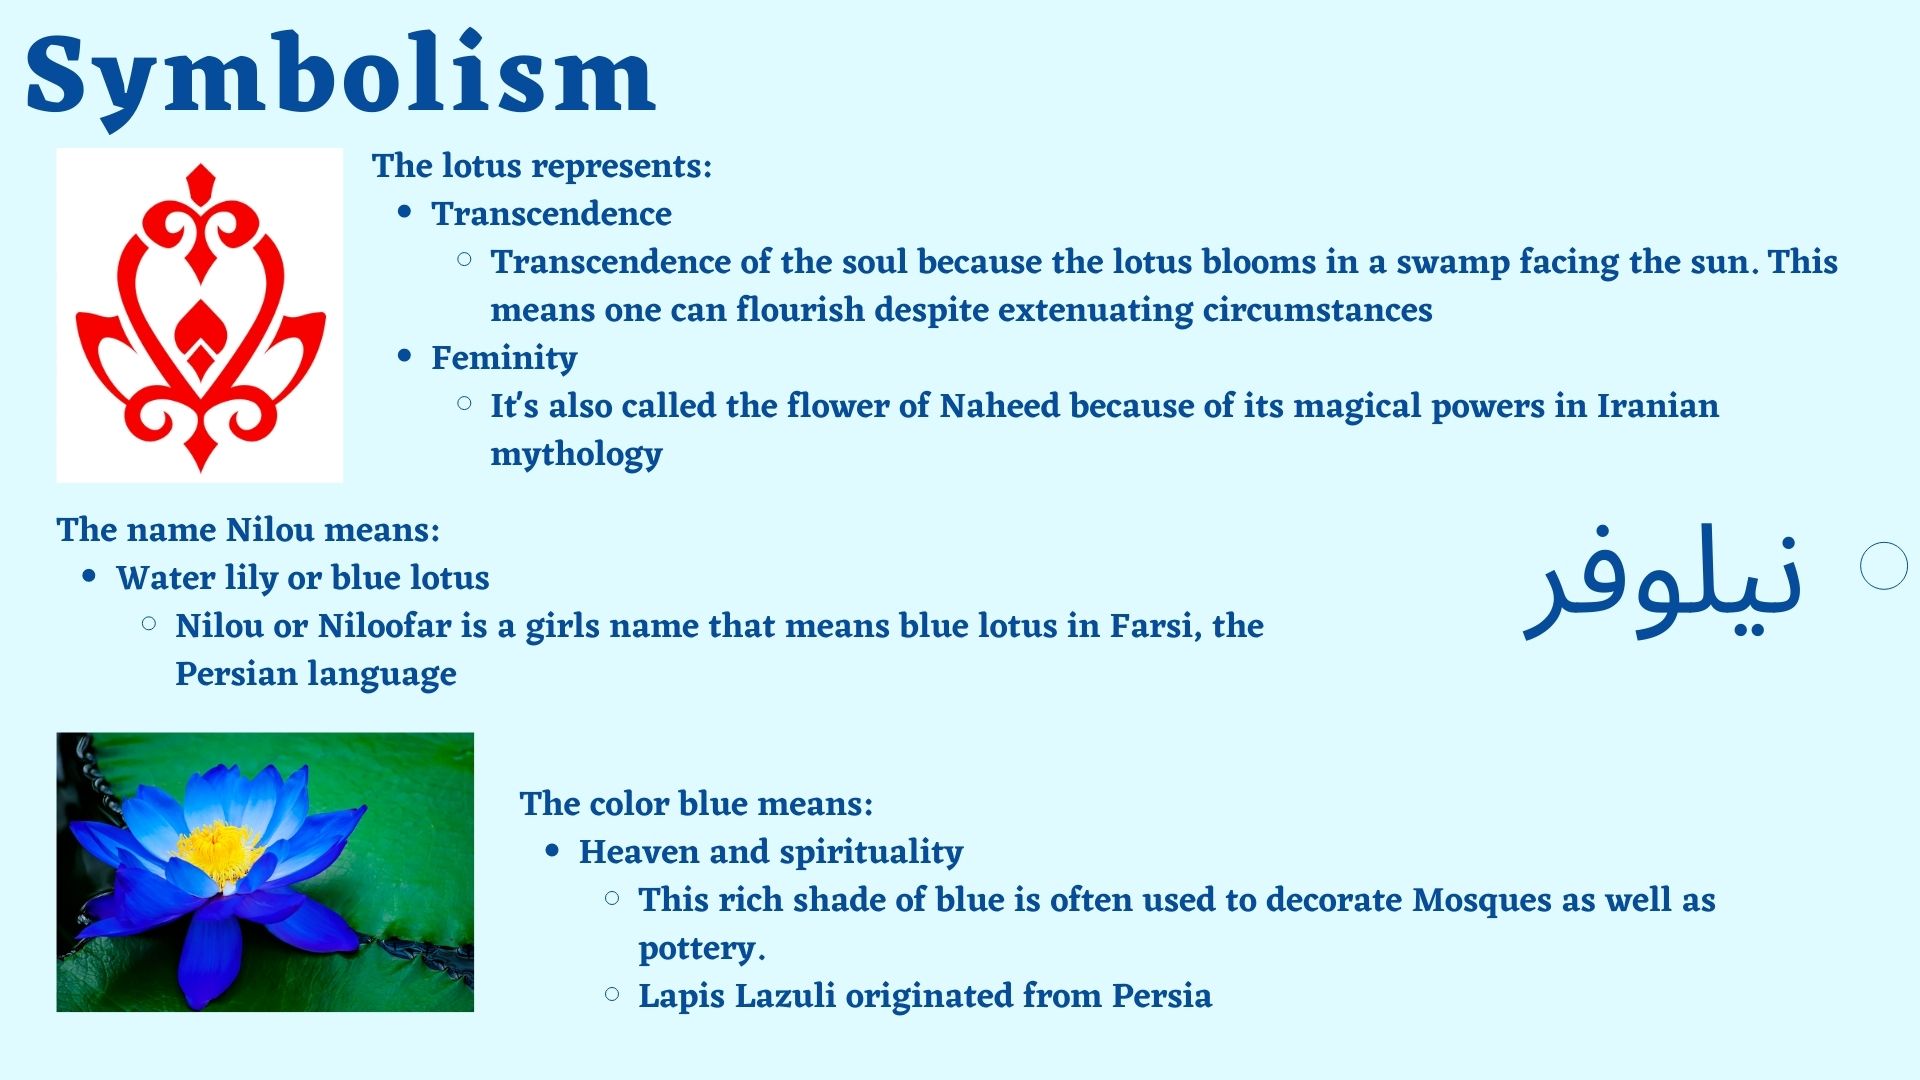 Symbolism
The lotus represents:
Transcendence
Transcendence of the soul because the lotus blooms in a swamp facing the sun. This
means one can flourish despite extenuating circumstances
Feminity
It's also called the flower of Naheed because of its magical powers in Iranian
mythology
The name Nilou means:
Water lily or blue lotus
Nilou or Niloofar is a girls name that means blue lotus in Farsi, the
Persian language
نیلوفر
The color blue means:
Heaven and spirituality
This rich shade of blue is often used to decorate Mosques as well as
pottery.
Lapis Lazuli originated from Persia